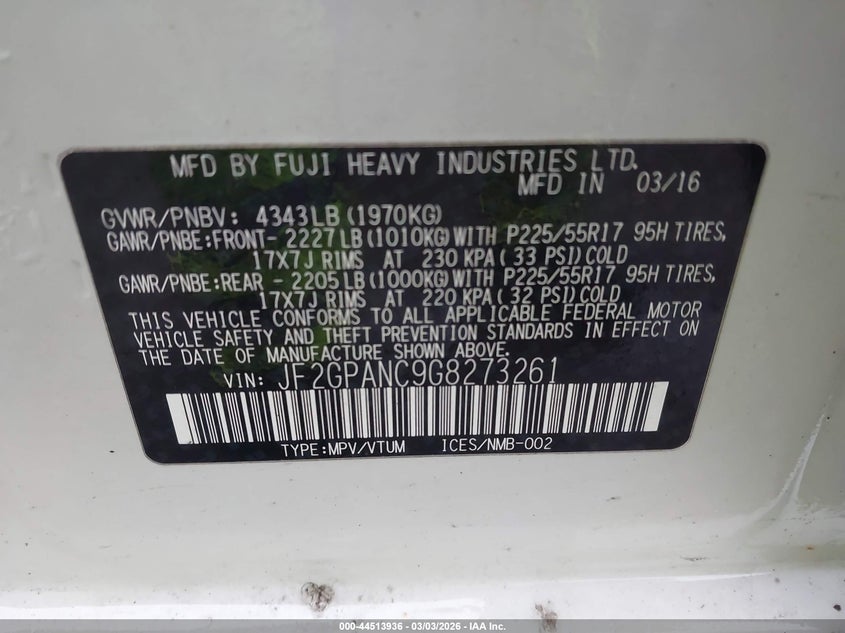 MFD BY FUJI HEAVY INDUSTRIES LTD.
MFD IN 03/16
GVWR/PNBV: 4343LB (1970KG)
GAWR/PNBE:FRONT- 2227LB (1010KG) WITH P225/55R17 95H TIRES,
17X7J RIMS AT 230 KPA (33 PSI) COLD
GAWR/PNBE:REAR - 2205LB (1000KG) WITH P225/55R17 95H TIRES,
17X7J RIMS AT 220 KPA (32 PSI) COLD
THIS VEHICLE CONFORMS TO ALL APPLICABLE FEDERAL MOTOR
VEHICLE SAFETY AND THEFT PREVENTION STANDARDS IN EFFECT ON
THE DATE OF MANUFACTURE SHOWN ABOVE.
VIN: JF2GPANC9G8273261
TYPE:MPV/VTUM ICES/NMB-002
000-44513936 - 03/03/2026 - IAA Inc.